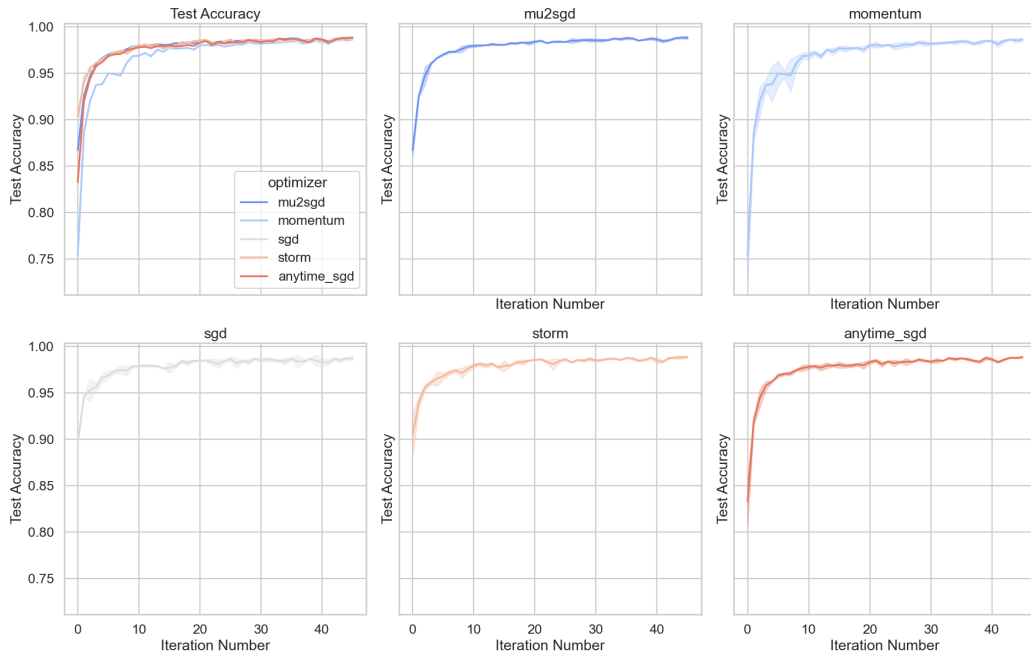 Test Accuracy
mu2sgd
momentum
Test Accuracy
1.00
0.95
0.90
0.85
0.80
0.75
optimizer
mu2sgd
momentum
sgd
storm
anytime_sgd
Test Accuracy
Iteration Number
Test Accuracy
Iteration Number
sgd
storm
anytime_sgd
Test Accuracy
1.00
0.95
0.90
0.85
0.80
0.75
0
10
20
30
40
Iteration Number
Test Accuracy
0
10
20
30
40
Iteration Number
Test Accuracy
0
10
20
30
40
Iteration Number